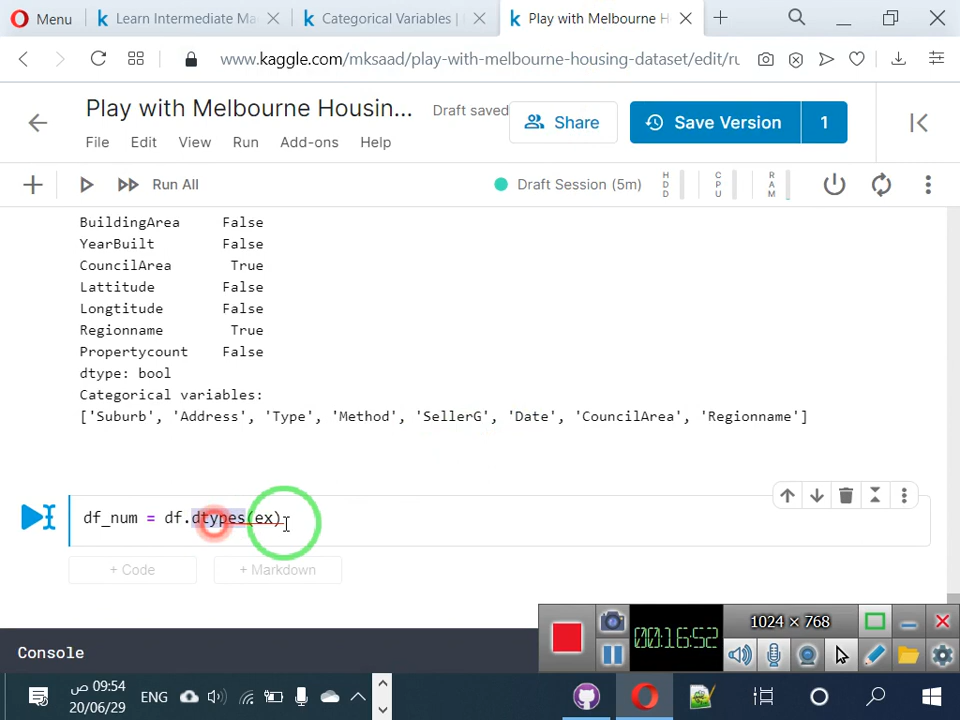 Menu
Learn Intermediate Ma
Categorical Variables |
Play with Melbourne H
www.kaggle.com/mksaad/play-with-melbourne-housing-dataset/edit/ru
Play with Melbourne Housin...
Draft saved
Share
Save Version
1
File
Edit
View
Run
Add-ons
Help
Run All
Draft Session (5m)
HDD
CPU
RAM
BuildingArea False
YearBuilt False
CouncilArea True
Lattitude False
Longtitude False
Regionname True
Propertycount False
dtype: bool
Categorical variables:
['Suburb', 'Address', 'Type', 'Method', 'SellerG', 'Date', 'CouncilArea', 'Regionname']
df_num = df.dtypes(ex)
+ Code
+ Markdown
1024 × 768
00:16:52
Console
09:54 ص
20/06/29
ENG